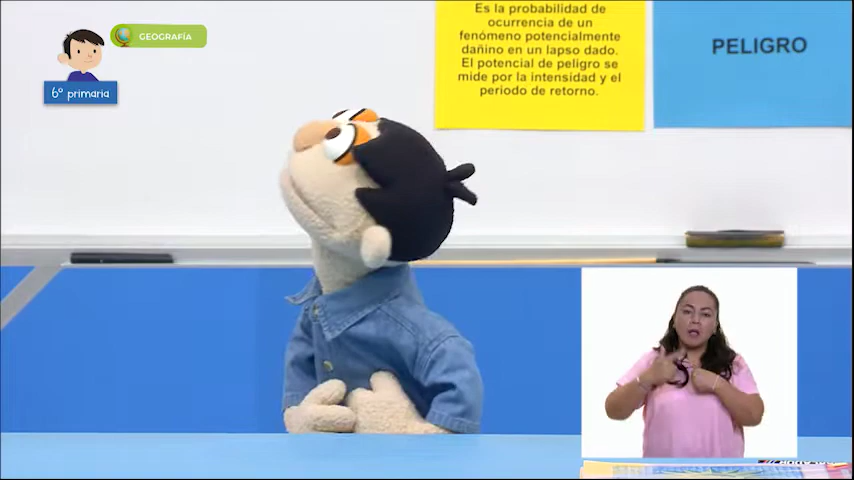 GEOGRAFÍA
6º primaria
Es la probabilidad de
ocurrencia de un
fenómeno potencialmente
dañino en un lapso dado.
El potencial de peligro se
mide por la intensidad y el
periodo de retorno.
PELIGRO